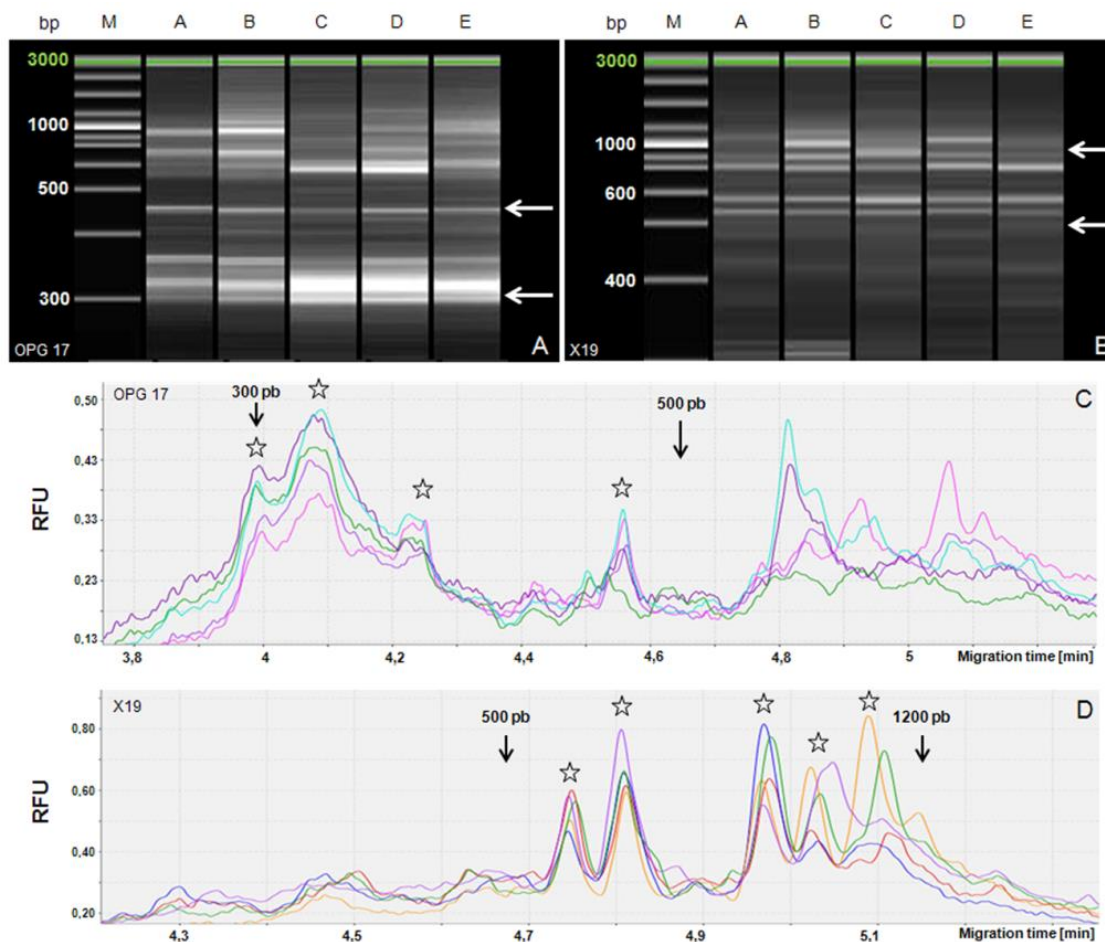 bp M A B C D E
3000
1000
500
300
OPG 17
A
bp M A B C D E
3000
1000
600
400
X19
B
OPG 17
C
300 pb
500 pb
RFU
0,50
0,43
0,33
0,23
0,13
3,8 4 4,2 4,4 4,6 4,8 5 Migration time [min]
X19
D
500 pb
1200 pb
RFU
0,80
0,60
0,40
0,20
4,3 4,5 4,7 4,9 5,1 Migration time [min]